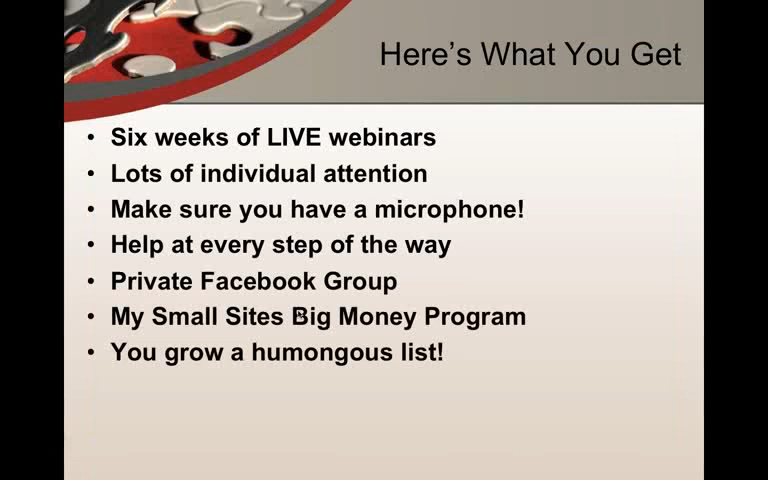 Here's What You Get
• Six weeks of LIVE webinars
• Lots of individual attention
• Make sure you have a microphone!
• Help at every step of the way
• Private Facebook Group
• My Small Sites Big Money Program
• You grow a humongous list!